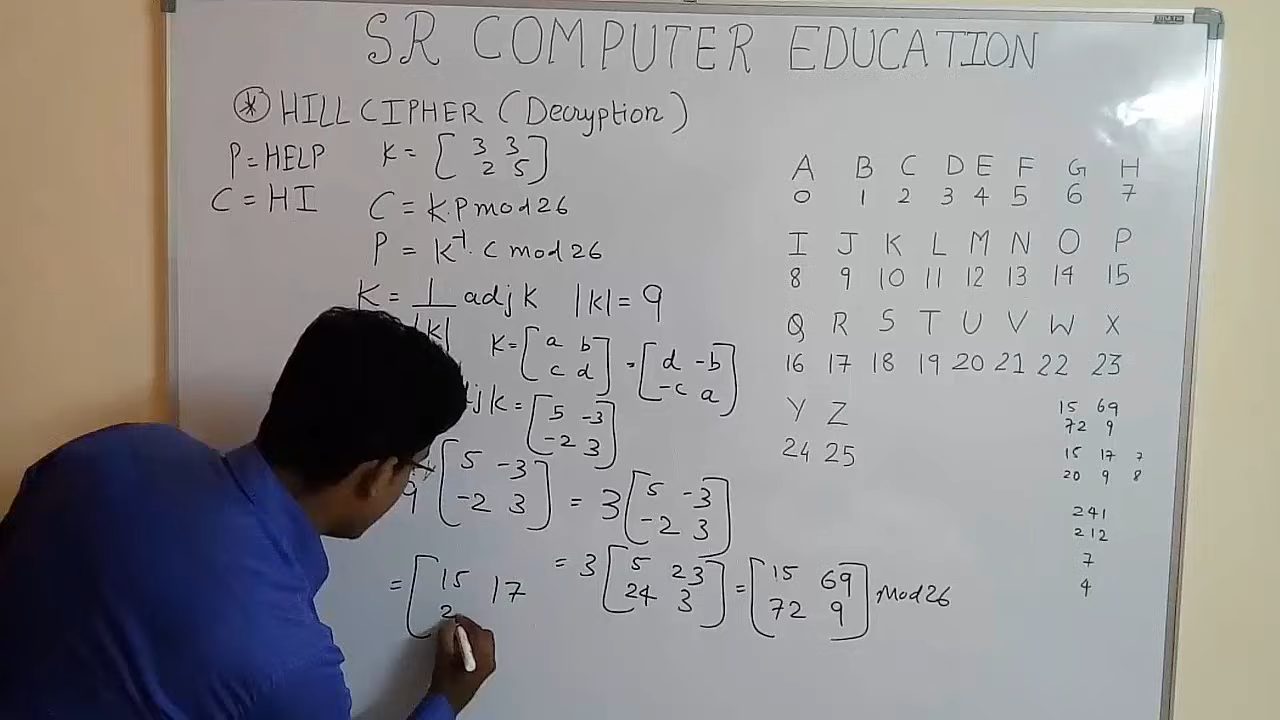 SR COMPUTER EDUCATION
* HILL CIPHER (Decryption)
P = HELP K = [ 3 3
2 5 ]
C = HI C = K.P mod 26
P = K⁻¹. C mod 26
K = 1 adj K |K| = 9
|K|
K = [ a b = [ d -b
c d ] -c a ]
j K = [ 5 -3
-2 3 ]
9 [ 5 -3 = 3 [ 5 -3
-2 3 ] -2 3 ]
= 3 [ 5 23 = [ 15 69
24 3 ] 72 9 ] Mod 26
= [ 15 17
2
A B C D E F G H
0 1 2 3 4 5 6 7
I J K L M N O P
8 9 10 11 12 13 14 15
Q R S T U V W X
16 17 18 19 20 21 22 23
Y Z
24 25
15 69
72 9
15 17 7
20 9 8
241
212
7
4